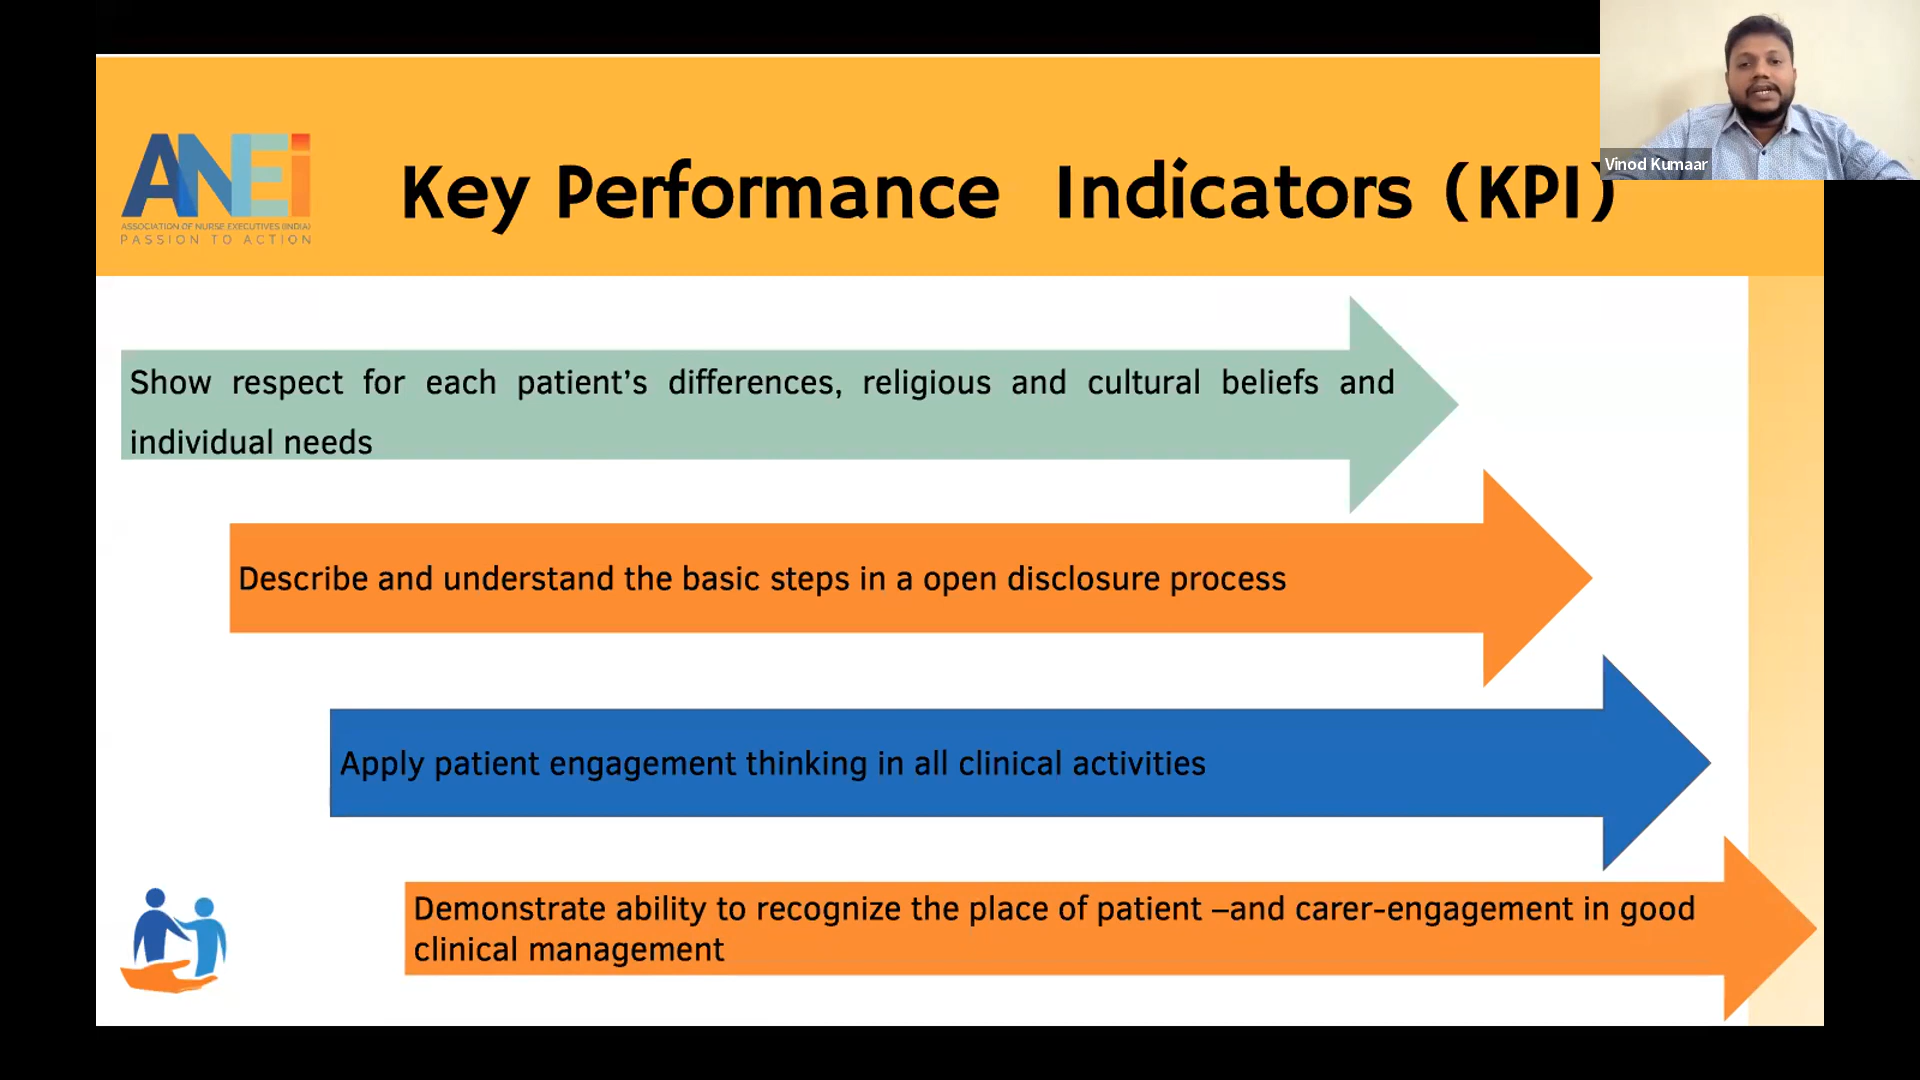 Vinod Kumaar
ANEi
ASSOCIATION OF NURSE EXECUTIVES (INDIA)
PASSION TO ACTION
Key Performance Indicators (KPI)
Show respect for each patient’s differences, religious and cultural beliefs and
individual needs
Describe and understand the basic steps in a open disclosure process
Apply patient engagement thinking in all clinical activities
Demonstrate ability to recognize the place of patient –and carer-engagement in good
clinical management